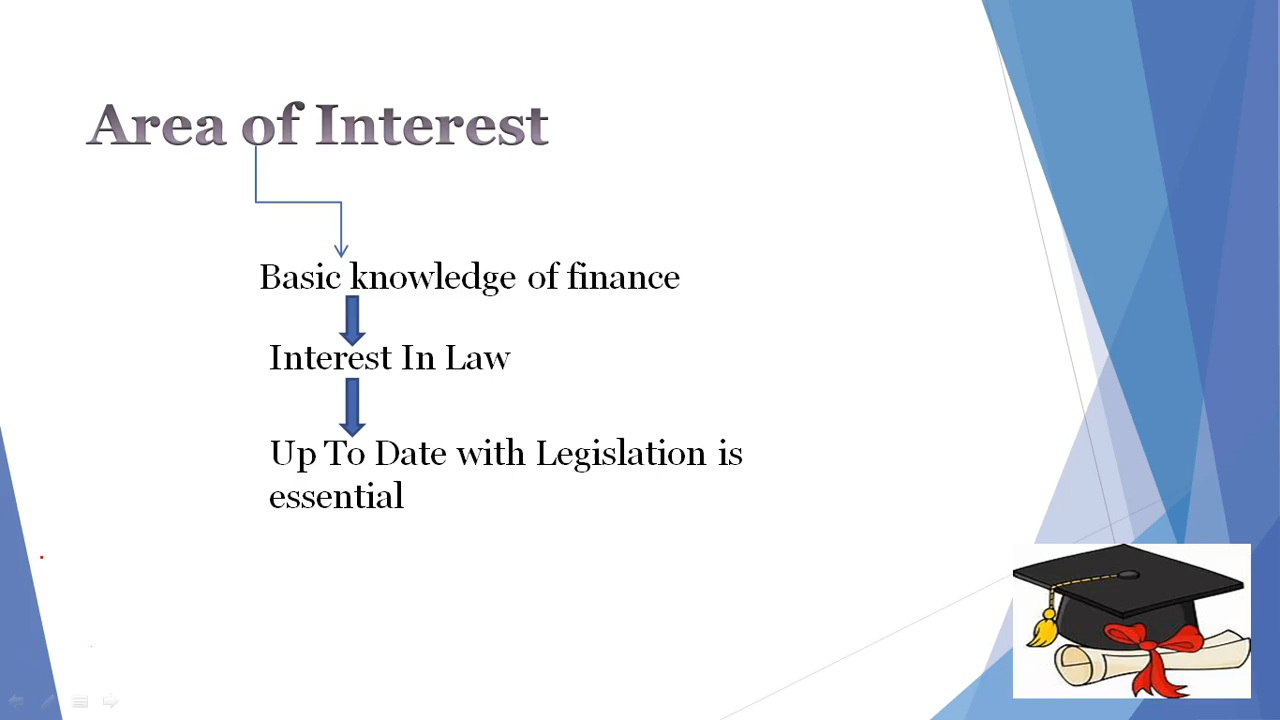 Area of Interest
Basic knowledge of finance
Interest In Law
Up To Date with Legislation is
essential